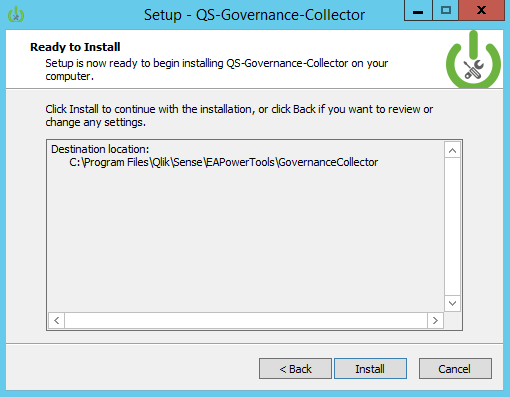 Setup - QS-Governance-Collector
Ready to Install
Setup is now ready to begin installing QS-Governance-Collector on your
computer.
Click Install to continue with the installation, or click Back if you want to review or
change any settings.
Destination location:
C:\Program Files\Qlik\Sense\EAPowerTools\GovernanceCollector
< Back
Install
Cancel